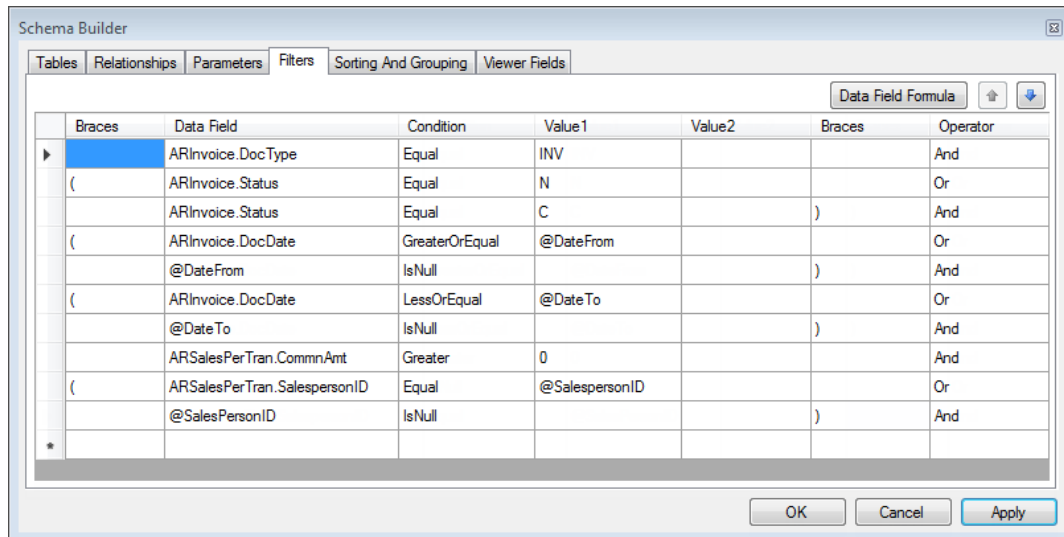 Schema Builder
Tables Relationships Parameters Filters Sorting And Grouping Viewer Fields
Data Field Formula
Braces Data Field Condition Value1 Value2 Braces Operator
ARInvoice.DocType Equal INV And
( ARInvoice.Status Equal N Or
ARInvoice.Status Equal C ) And
( ARInvoice.DocDate GreaterOrEqual @DateFrom Or
@DateFrom IsNull ) And
( ARInvoice.DocDate LessOrEqual @DateTo Or
@DateTo IsNull ) And
ARSalesPerTran.CommnAmt Greater 0 And
( ARSalesPerTran.SalespersonID Equal @SalespersonID Or
@SalesPersonID IsNull ) And
*
OK Cancel Apply